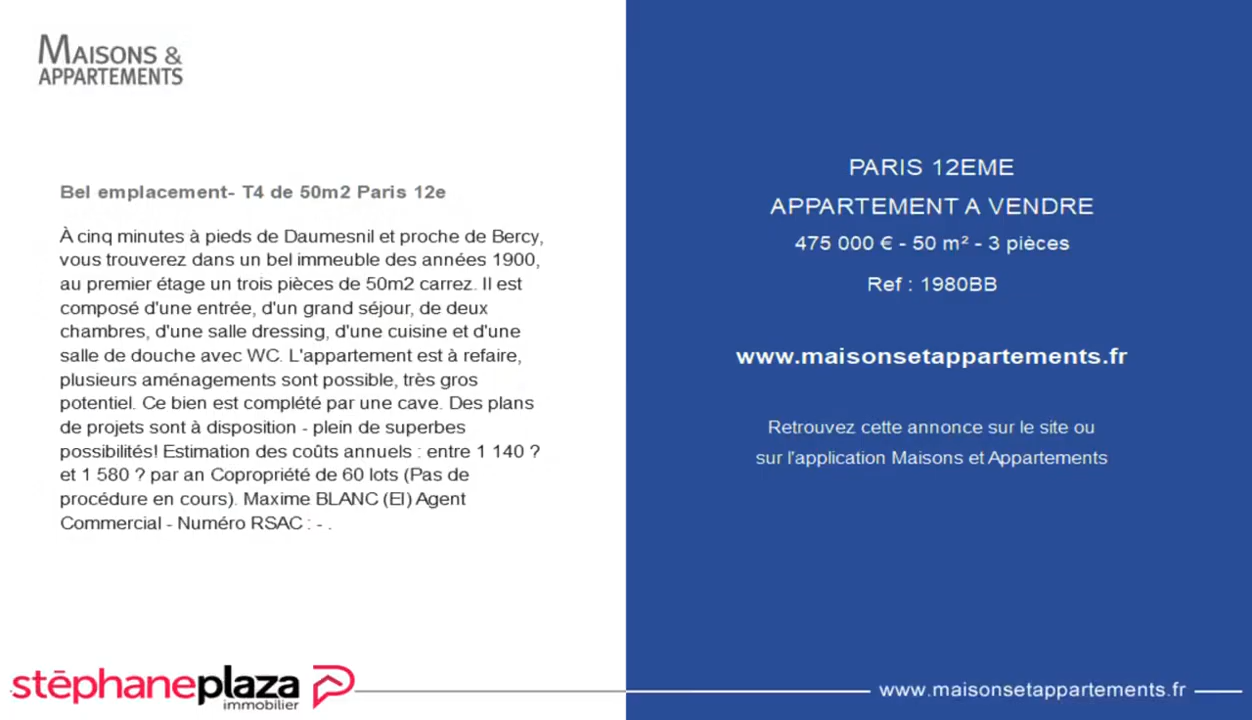 MAISONS &
APPARTEMENTS
Bel emplacement- T4 de 50m2 Paris 12e
À cinq minutes à pieds de Daumesnil et proche de Bercy,
vous trouverez dans un bel immeuble des années 1900,
au premier étage un trois pièces de 50m2 carrez. Il est
composé d'une entrée, d'un grand séjour, de deux
chambres, d'une salle dressing, d'une cuisine et d'une
salle de douche avec WC. L'appartement est à refaire,
plusieurs aménagements sont possible, très gros
potentiel. Ce bien est complété par une cave. Des plans
de projets sont à disposition - plein de superbes
possibilités! Estimation des coûts annuels : entre 1 140 ?
et 1 580 ? par an Copropriété de 60 lots (Pas de
procédure en cours). Maxime BLANC (EI) Agent
Commercial - Numéro RSAC : - .
stéphaneplaza
immobilier
PARIS 12EME
APPARTEMENT A VENDRE
475 000 € - 50 m² - 3 pièces
Ref : 1980BB
www.maisonsetappartements.fr
Retrouvez cette annonce sur le site ou
sur l'application Maisons et Appartements
www.maisonsetappartements.fr